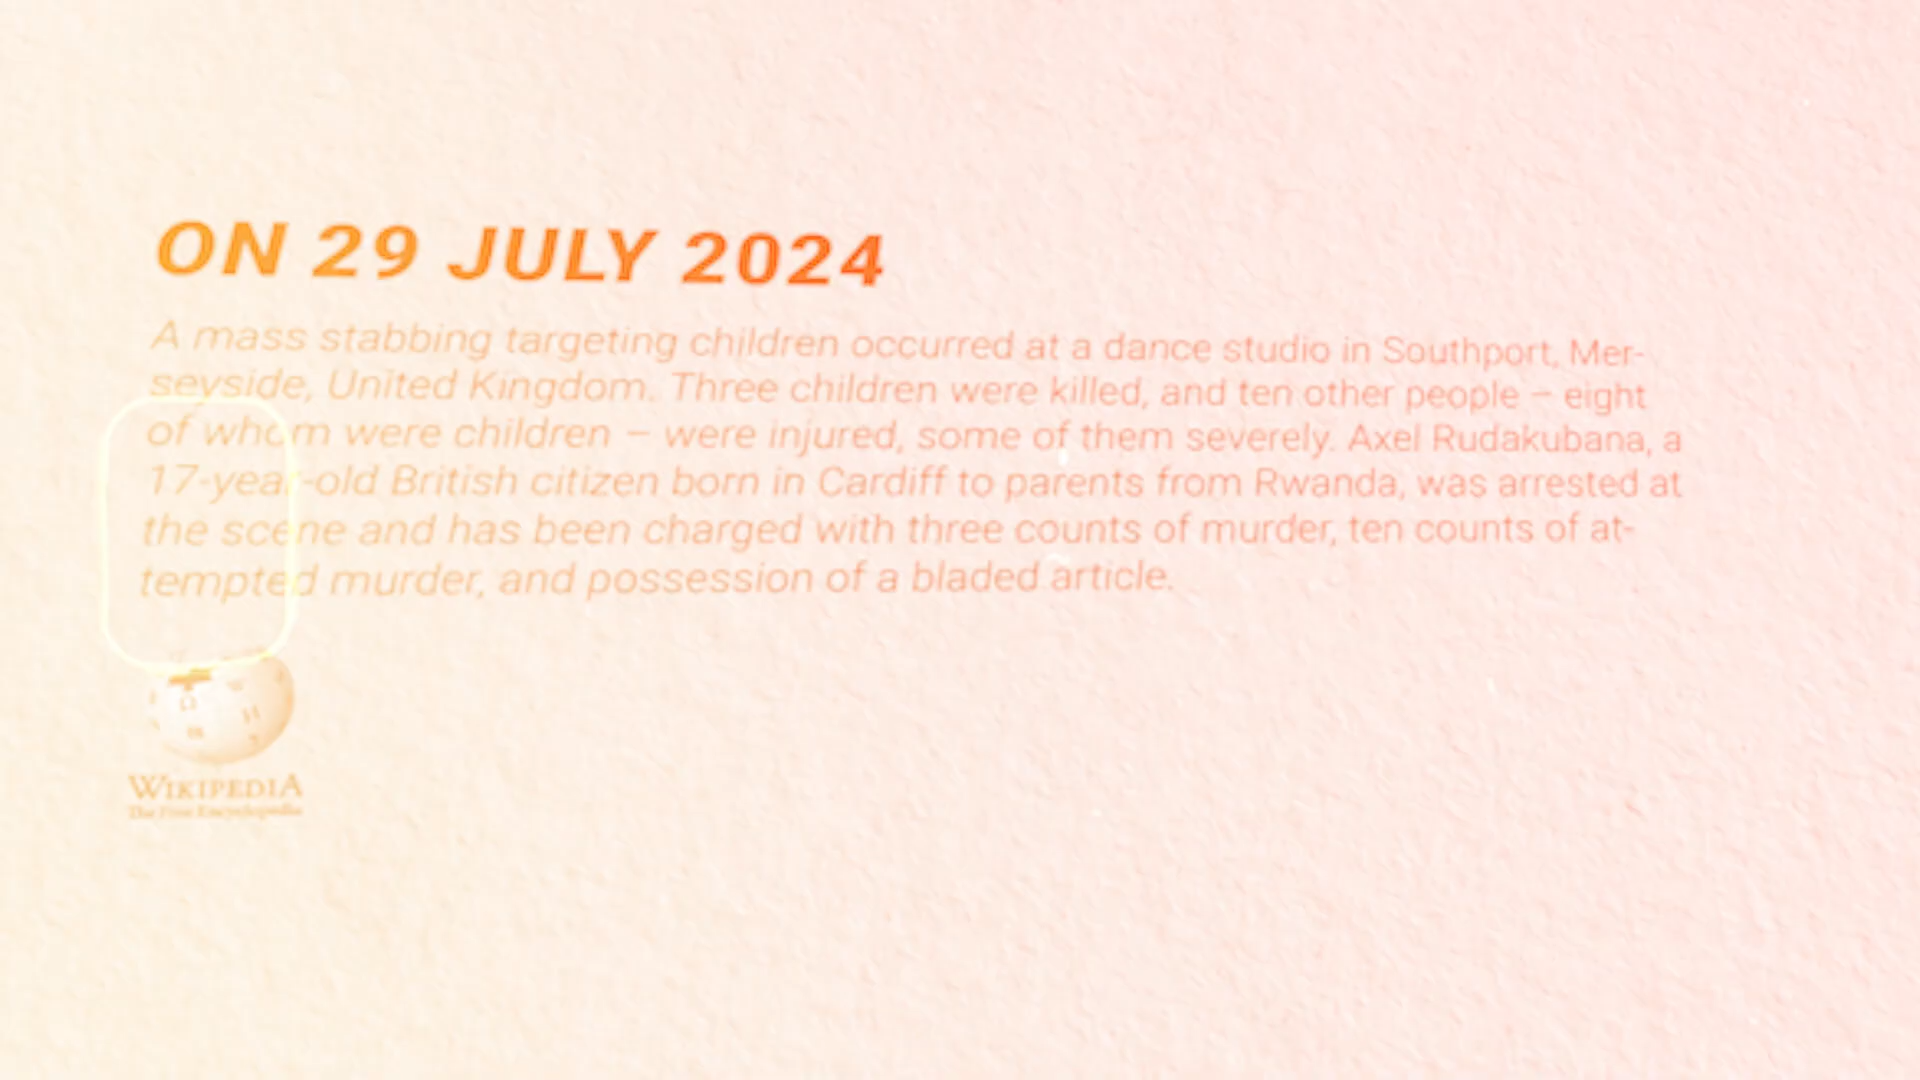 ON 29 JULY 2024
A mass stabbing targeting children occurred at a dance studio in Southport, Mer-
seyside, United Kingdom. Three children were killed, and ten other people – eight
of whom were children – were injured, some of them severely. Axel Rudakubana, a
17-year-old British citizen born in Cardiff to parents from Rwanda, was arrested at
the scene and has been charged with three counts of murder, ten counts of at-
tempted murder, and possession of a bladed article.
WIKIPEDIA
The Free Encyclopedia